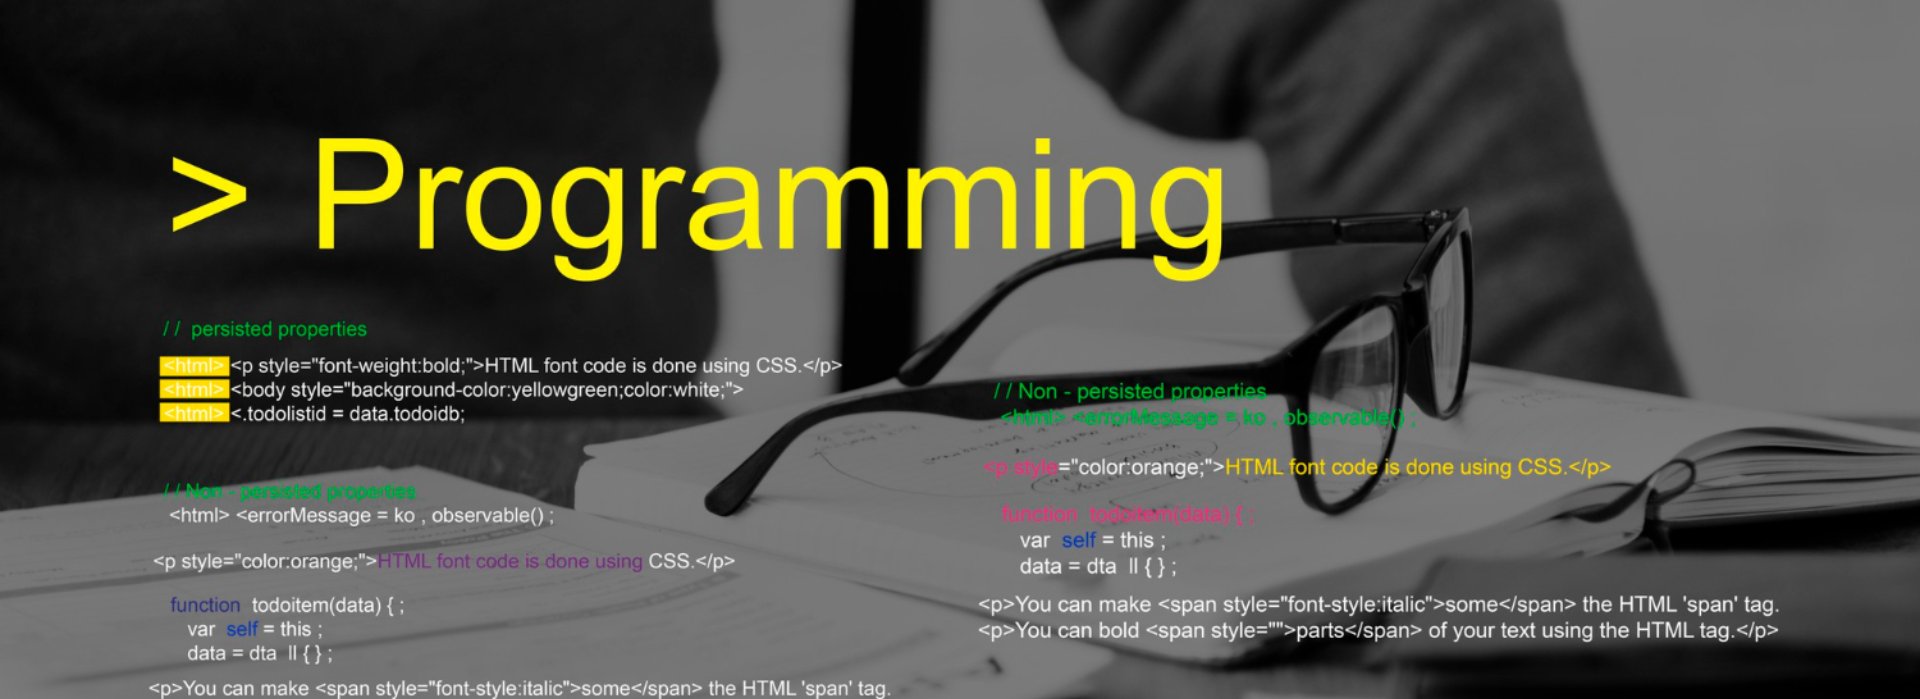 > Programming
// persisted properties
<html> <p style="font-weight:bold;">HTML font code is done using CSS.</p>
<html> <body style="background-color:yellowgreen;color:white;">
<html> <.todolistid = data.todoidb;
// Non - persisted properties
<html> <errorMessage = ko , observable() ;
<p style="color:orange;">HTML font code is done using CSS.</p>
function todoitem(data) { ;
var self = this ;
data = dta || { } ;
<p>You can make <span style="font-style:italic">some</span> the HTML 'span' tag.
// Non - persisted properties
<html> <errorMessage = ko , observable() ;
<p style="color:orange;">HTML font code is done using CSS.</p>
function todoitem(data) { ;
var self = this ;
data = dta || { } ;
<p>You can make <span style="font-style:italic">some</span> the HTML 'span' tag.
<p>You can bold <span style="">parts</span> of your text using the HTML tag.</p>